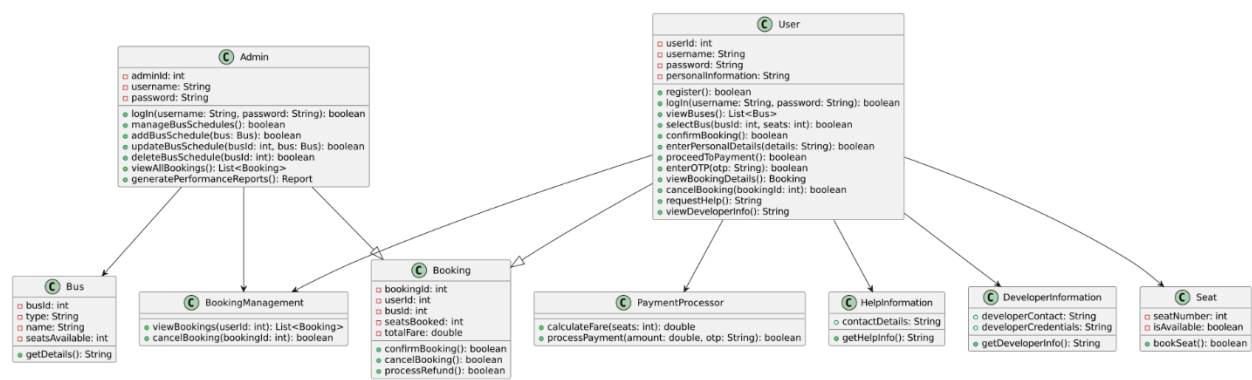 C Admin
adminId: int
username: String
password: String
logIn(username: String, password: String): boolean
manageBusSchedules(): boolean
addBusSchedule(bus: Bus): boolean
updateBusSchedule(busId: int, bus: Bus): boolean
deleteBusSchedule(busId: int): boolean
viewAllBookings(): List<Booking>
generatePerformanceReports(): Report
C User
userId: int
username: String
password: String
personalInformation: String
register(): boolean
logIn(username: String, password: String): boolean
viewBuses(): List<Bus>
selectBus(busId: int, seats: int): boolean
confirmBooking(): boolean
enterPersonalDetails(details: String): boolean
proceedToPayment(): boolean
enterOTP(otp: String): boolean
viewBookingDetails(): Booking
cancelBooking(bookingId: int): boolean
requestHelp(): String
viewDeveloperInfo(): String
C Bus
busId: int
type: String
name: String
seatsAvailable: int
getDetails(): String
C BookingManagement
viewBookings(userId: int): List<Booking>
cancelBooking(bookingId: int): boolean
C Booking
bookingId: int
userId: int
busId: int
seatsBooked: int
totalFare: double
confirmBooking(): boolean
cancelBooking(): boolean
processRefund(): boolean
C PaymentProcessor
calculateFare(seats: int): double
processPayment(amount: double, otp: String): boolean
C HelpInformation
contactDetails: String
getHelpInfo(): String
C DeveloperInformation
developerContact: String
developerCredentials: String
getDeveloperInfo(): String
C Seat
seatNumber: int
isAvailable: boolean
bookSeat(): boolean